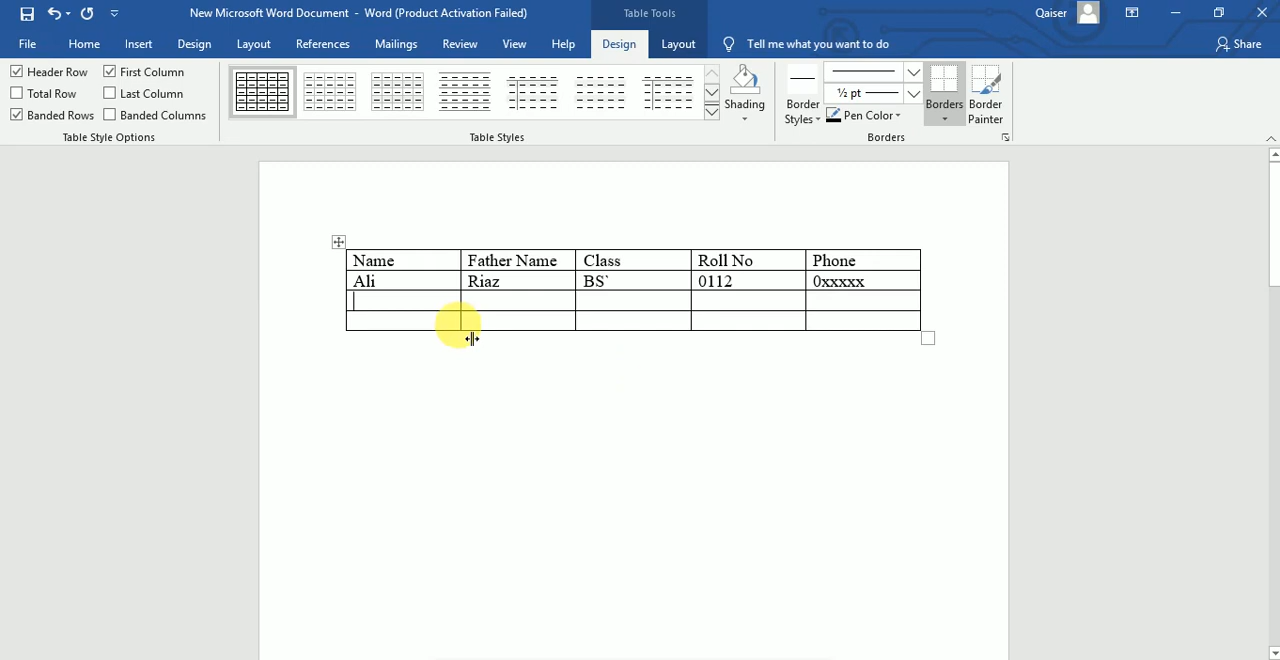 New Microsoft Word Document - Word (Product Activation Failed)
Table Tools
Qaiser
File Home Insert Design Layout References Mailings Review View Help Design Layout Tell me what you want to do Share
Header Row First Column
Total Row Last Column
Banded Rows Banded Columns
Table Style Options
Table Styles
Shading
Border Styles
½ pt
Pen Color
Borders
Border Painter
Borders
Name Father Name Class Roll No Phone
Ali Riaz BS` 0112 0xxxxx